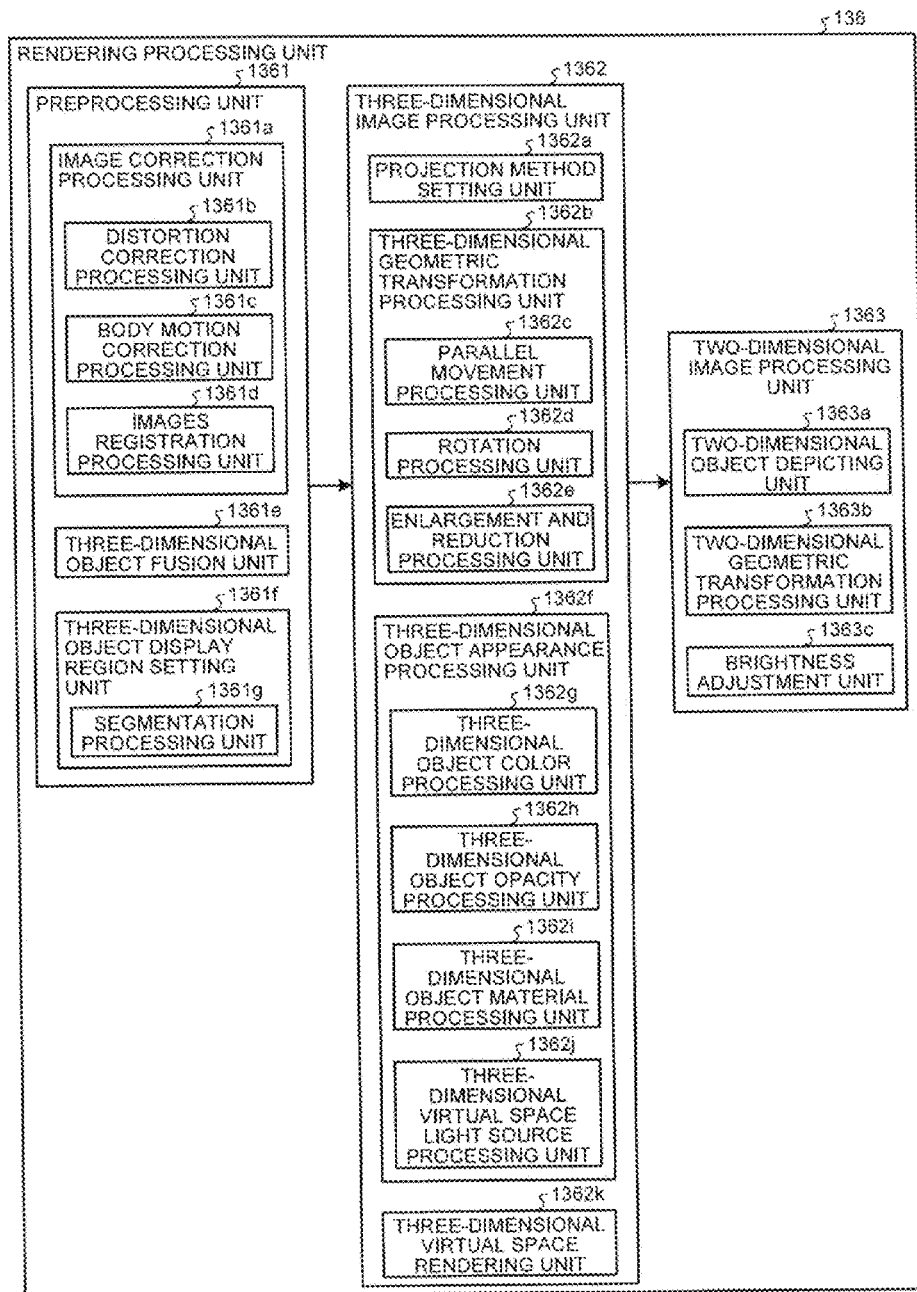 136
RENDERING PROCESSING UNIT
1361
PREPROCESSING UNIT
1361a
IMAGE CORRECTION
PROCESSING UNIT
1361b
DISTORTION
CORRECTION
PROCESSING UNIT
1361c
BODY MOTION
CORRECTION
PROCESSING UNIT
1361d
IMAGES
REGISTRATION
PROCESSING UNIT
1361e
THREE-DIMENSIONAL
OBJECT FUSION UNIT
1361f
THREE-DIMENSIONAL
OBJECT DISPLAY
REGION SETTING
UNIT
1361g
SEGMENTATION
PROCESSING UNIT
1362
THREE-DIMENSIONAL
IMAGE PROCESSING UNIT
1362a
PROJECTION METHOD
SETTING UNIT
1362b
THREE-DIMENSIONAL
GEOMETRIC
TRANSFORMATION
PROCESSING UNIT
1362c
PARALLEL
MOVEMENT
PROCESSING UNIT
1362d
ROTATION
PROCESSING UNIT
1362e
ENLARGEMENT AND
REDUCTION
PROCESSING UNIT
1362f
THREE-DIMENSIONAL
OBJECT APPEARANCE
PROCESSING UNIT
1362g
THREE-
DIMENSIONAL
OBJECT COLOR
PROCESSING UNIT
1362h
THREE-
DIMENSIONAL
OBJECT OPACITY
PROCESSING UNIT
1362i
THREE-
DIMENSIONAL
OBJECT MATERIAL
PROCESSING UNIT
1362j
THREE-
DIMENSIONAL
VIRTUAL SPACE
LIGHT SOURCE
PROCESSING UNIT
1362k
THREE-DIMENSIONAL
VIRTUAL SPACE
RENDERING UNIT
1363
TWO-DIMENSIONAL
IMAGE PROCESSING
UNIT
1363a
TWO-DIMENSIONAL
OBJECT DEPICTING
UNIT
1363b
TWO-DIMENSIONAL
GEOMETRIC
TRANSFORMATION
PROCESSING UNIT
1363c
BRIGHTNESS
ADJUSTMENT UNIT